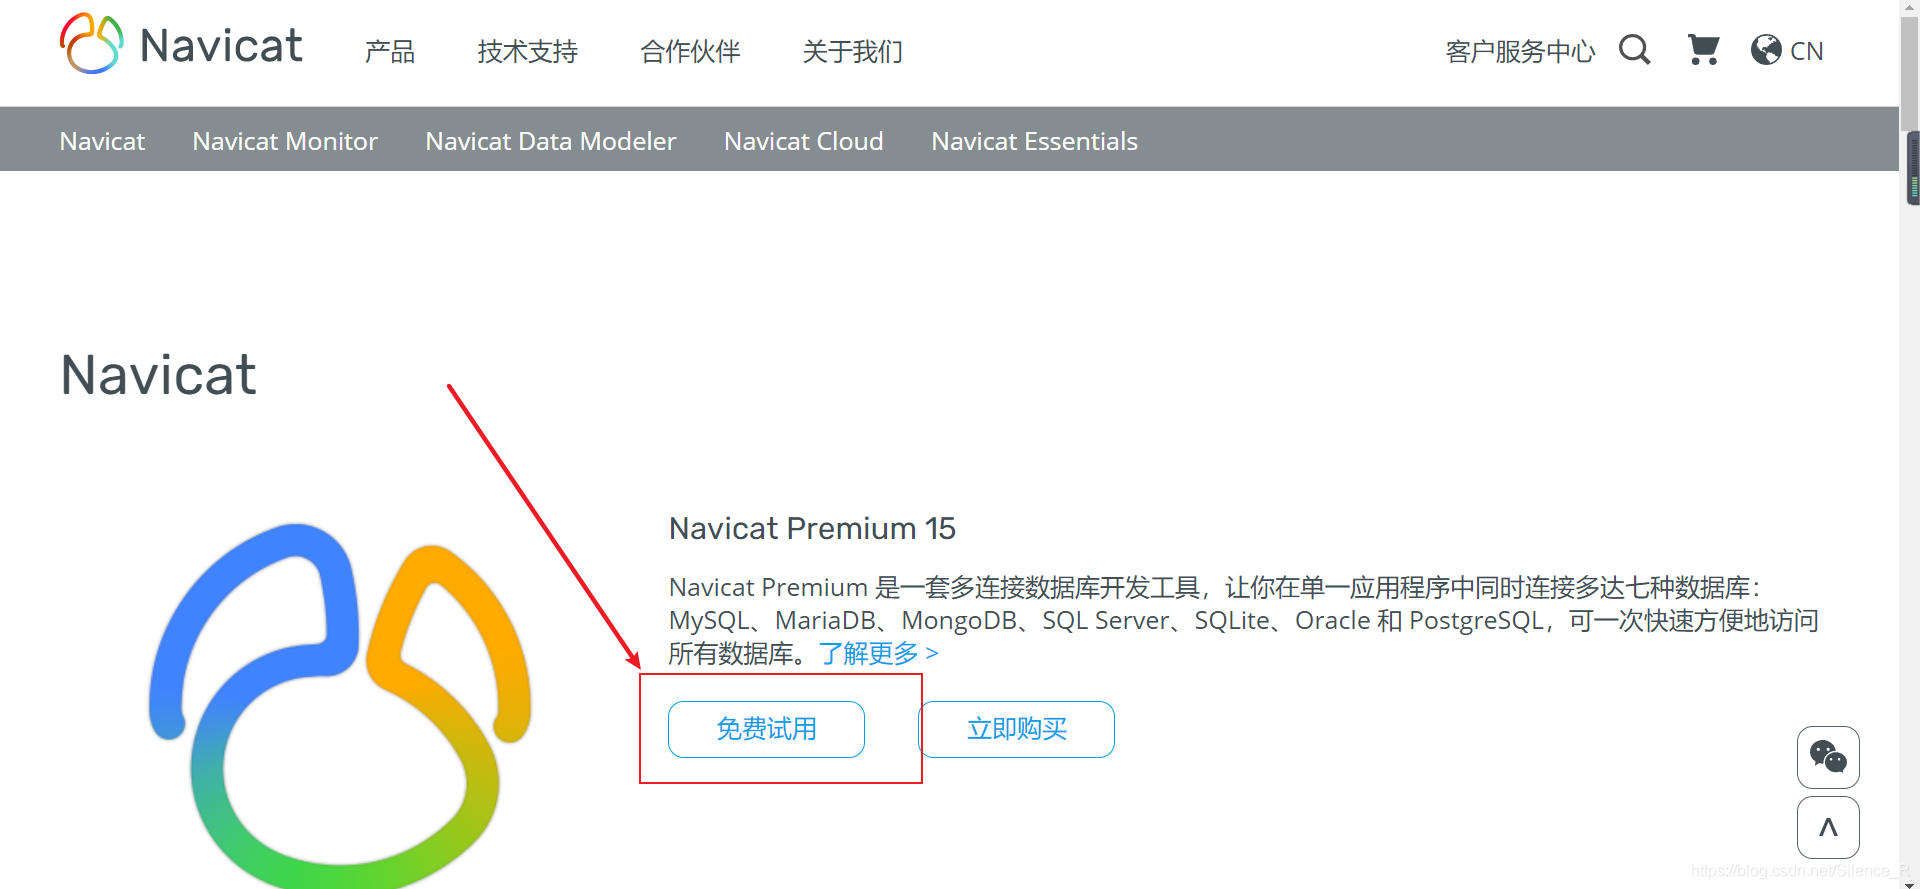 Navicat 产品 技术支持 合作伙伴 关于我们 客户服务中心 CN
Navicat Navicat Monitor Navicat Data Modeler Navicat Cloud Navicat Essentials
Navicat
Navicat Premium 15
Navicat Premium 是一套多连接数据库开发工具，让你在单一应用程序中同时连接多达七种数据库：
MySQL、MariaDB、MongoDB、SQL Server、SQLite、Oracle 和 PostgreSQL，可一次快速方便地访问
所有数据库。了解更多 >
免费试用 立即购买
https://blog.csdn.net/Silence_R